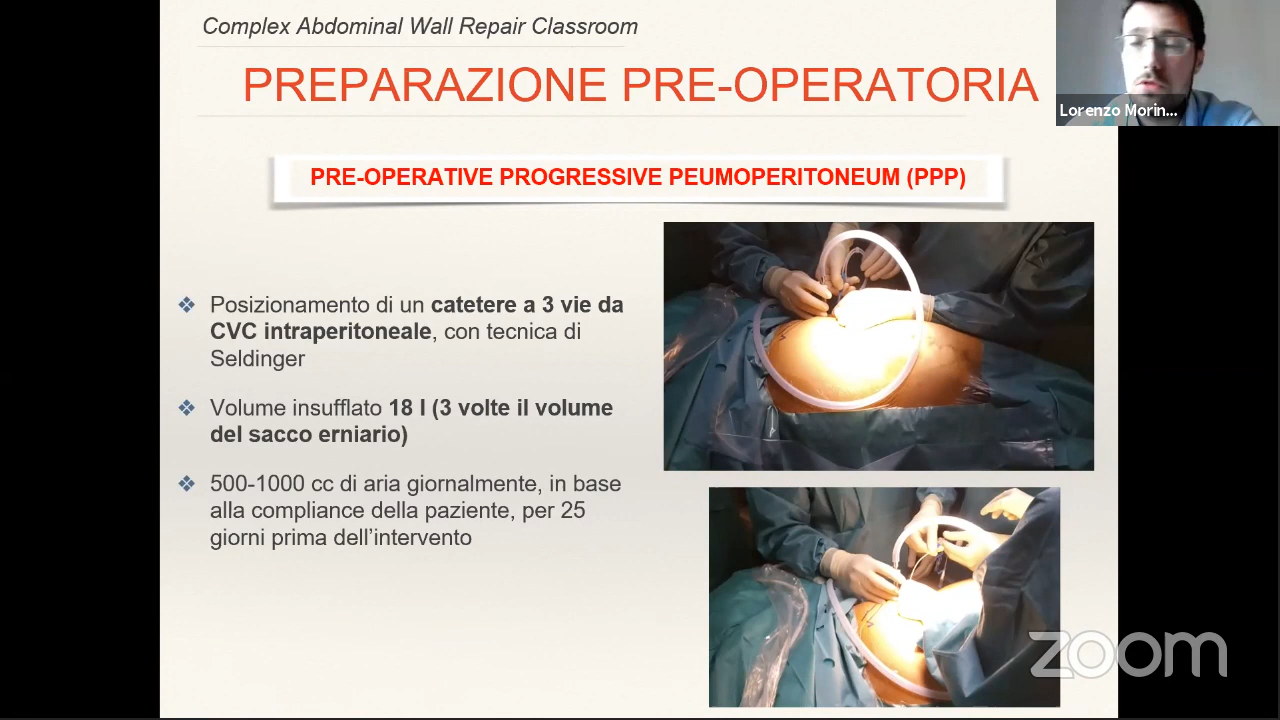 Complex Abdominal Wall Repair Classroom
PREPARAZIONE PRE-OPERATORIA
Lorenzo Morin...
PRE-OPERATIVE PROGRESSIVE PEUMOPERITONEUM (PPP)
❖ Posizionamento di un catetere a 3 vie da
CVC intraperitoneale, con tecnica di
Seldinger
❖ Volume insufflato 18 l (3 volte il volume
del sacco erniario)
❖ 500-1000 cc di aria giornalmente, in base
alla compliance della paziente, per 25
giorni prima dell'intervento
zoom